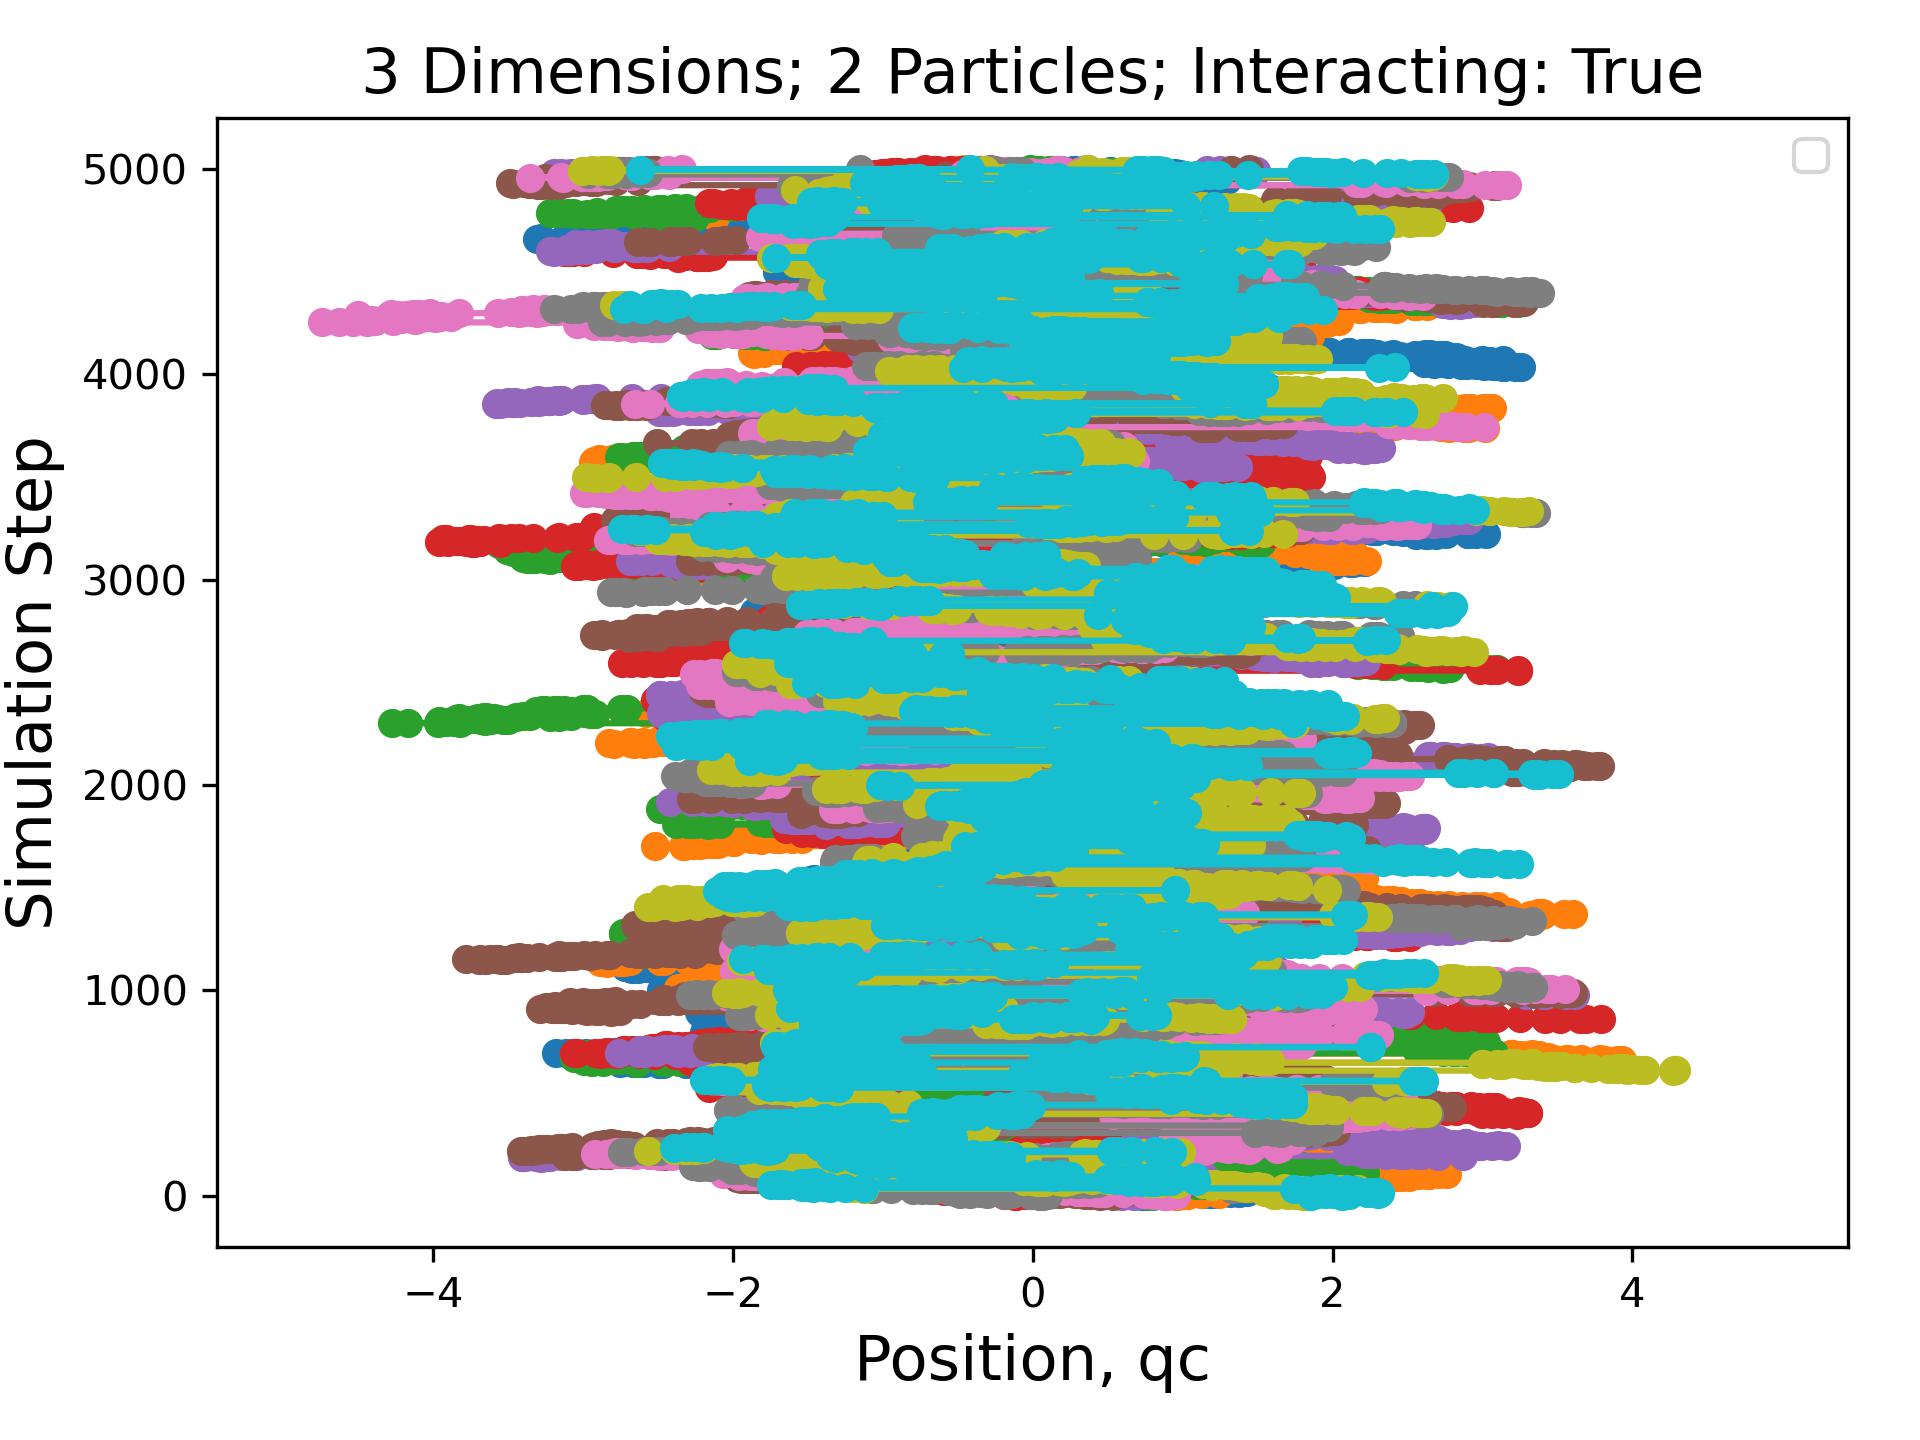 3 Dimensions; 2 Particles; Interacting: True
5000
4000
3000
2000
1000
0
Simulation Step
−4 −2 0 2 4
Position, qc